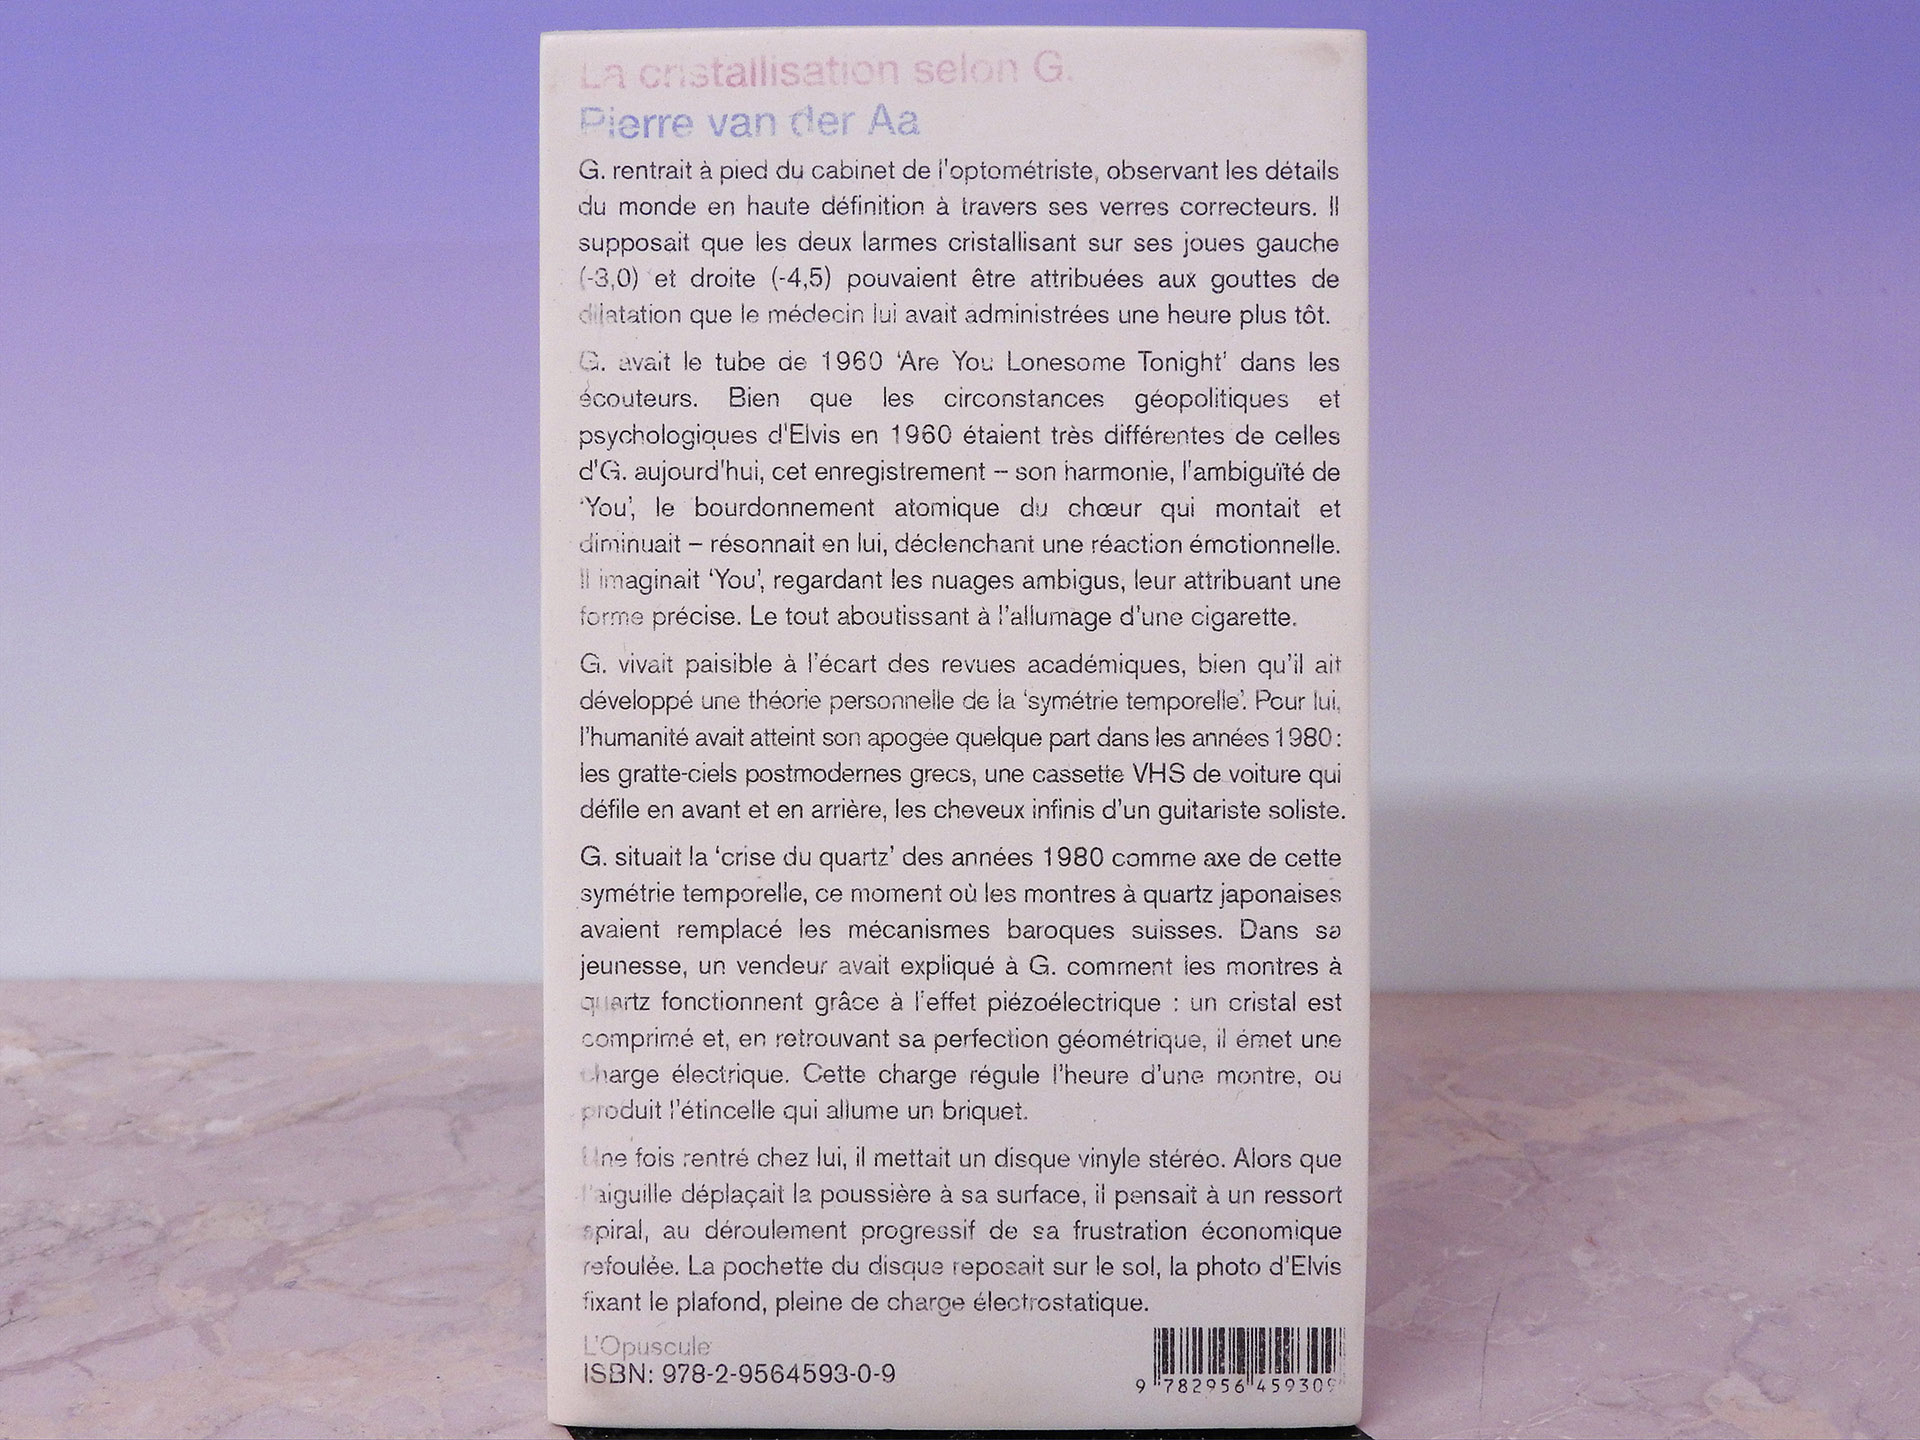 La cristallisation selon G.
Pierre van der Aa
G. rentrait à pied du cabinet de l'optométriste, observant les détails
du monde en haute définition à travers ses verres correcteurs. Il
supposait que les deux larmes cristallisant sur ses joues gauche
(-3,0) et droite (-4,5) pouvaient être attribuées aux gouttes de
dilatation que le médecin lui avait administrées une heure plus tôt.
G. avait le tube de 1960 ‘Are You Lonesome Tonight’ dans les
écouteurs. Bien que les circonstances géopolitiques et
psychologiques d'Elvis en 1960 étaient très différentes de celles
d'G. aujourd'hui, cet enregistrement – son harmonie, l'ambiguïté de
‘You’, le bourdonnement atomique du chœur qui montait et
diminuait – résonnait en lui, déclenchant une réaction émotionnelle.
Il imaginait ‘You’, regardant les nuages ambigus, leur attribuant une
forme précise. Le tout aboutissant à l’allumage d’une cigarette.
G. vivait paisible à l’écart des revues académiques, bien qu’il ait
développé une théorie personnelle de la ‘symétrie temporelle’. Pour lui,
l’humanité avait atteint son apogée quelque part dans les années 1980 :
les gratte-ciels postmodernes grecs, une cassette VHS de voiture qui
défile en avant et en arrière, les cheveux infinis d’un guitariste soliste.
G. situait la ‘crise du quartz’ des années 1980 comme axe de cette
symétrie temporelle, ce moment où les montres à quartz japonaises
avaient remplacé les mécanismes baroques suisses. Dans sa
jeunesse, un vendeur avait expliqué à G. comment les montres à
quartz fonctionnent grâce à l’effet piézoélectrique : un cristal est
comprimé et, en retrouvant sa perfection géométrique, il émet une
charge électrique. Cette charge régule l’heure d’une montre, ou
produit l’étincelle qui allume un briquet.
Une fois rentré chez lui, il mettait un disque vinyle stéréo. Alors que
l’aiguille déplaçait la poussière à sa surface, il pensait à un ressort
spiral, au déroulement progressif de sa frustration économique
refoulée. La pochette du disque reposait sur le sol, la photo d’Elvis
fixant le plafond, pleine de charge électrostatique.
L’Opuscule
ISBN: 978-2-9564593-0-9
9 782956 459309